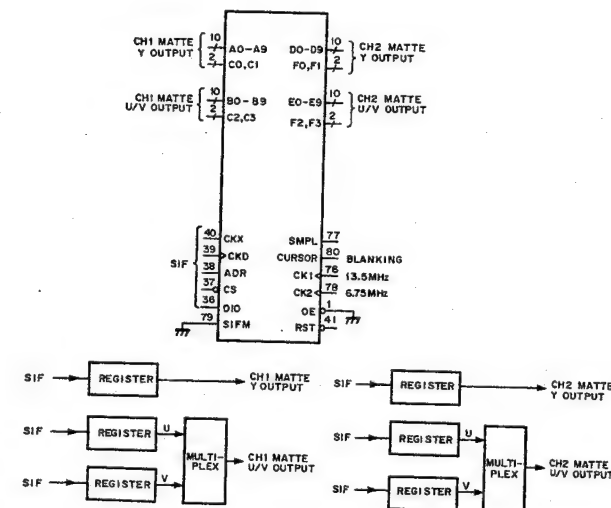 CH1 MATTE
Y OUTPUT
10
A0-A9
2
C0,C1
CH1 MATTE
U/V OUTPUT
10
B0-B9
2
C2,C3
10
D0-D9
2
F0,F1
CH2 MATTE
Y OUTPUT
10
E0-E9
2
F2,F3
CH2 MATTE
U/V OUTPUT
SIF
40
CKX
39
CKD
38
ADR
37
CS
36
DIO
79
SIFM
SMPL
77
CURSOR
80
BLANKING
CK1
76
13.5MHz
CK2
78
6.75MHz
OE
1
RST
41
SIF
REGISTER
CH1 MATTE
Y OUTPUT
SIF
REGISTER
U
SIF
REGISTER
V
MULTI-
PLEX
CH1 MATTE
U/V OUTPUT
SIF
REGISTER
CH2 MATTE
Y OUTPUT
SIF
REGISTER
U
SIF
REGISTER
V
MULTI-
PLEX
CH2 MATTE
U/V OUTPUT